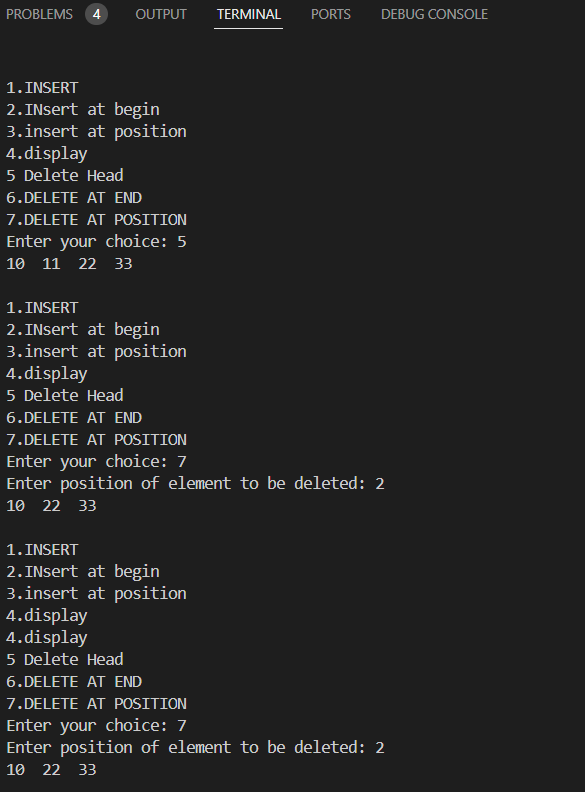 PROBLEMS 4 OUTPUT TERMINAL PORTS DEBUG CONSOLE
1.INSERT
2.INsert at begin
3.insert at position
4.display
5 Delete Head
6.DELETE AT END
7.DELETE AT POSITION
Enter your choice: 5
10  11  22  33
1.INSERT
2.INsert at begin
3.insert at position
4.display
5 Delete Head
6.DELETE AT END
7.DELETE AT POSITION
Enter your choice: 7
Enter position of element to be deleted: 2
10  22  33
1.INSERT
2.INsert at begin
3.insert at position
4.display
4.display
5 Delete Head
6.DELETE AT END
7.DELETE AT POSITION
Enter your choice: 7
Enter position of element to be deleted: 2
10  22  33